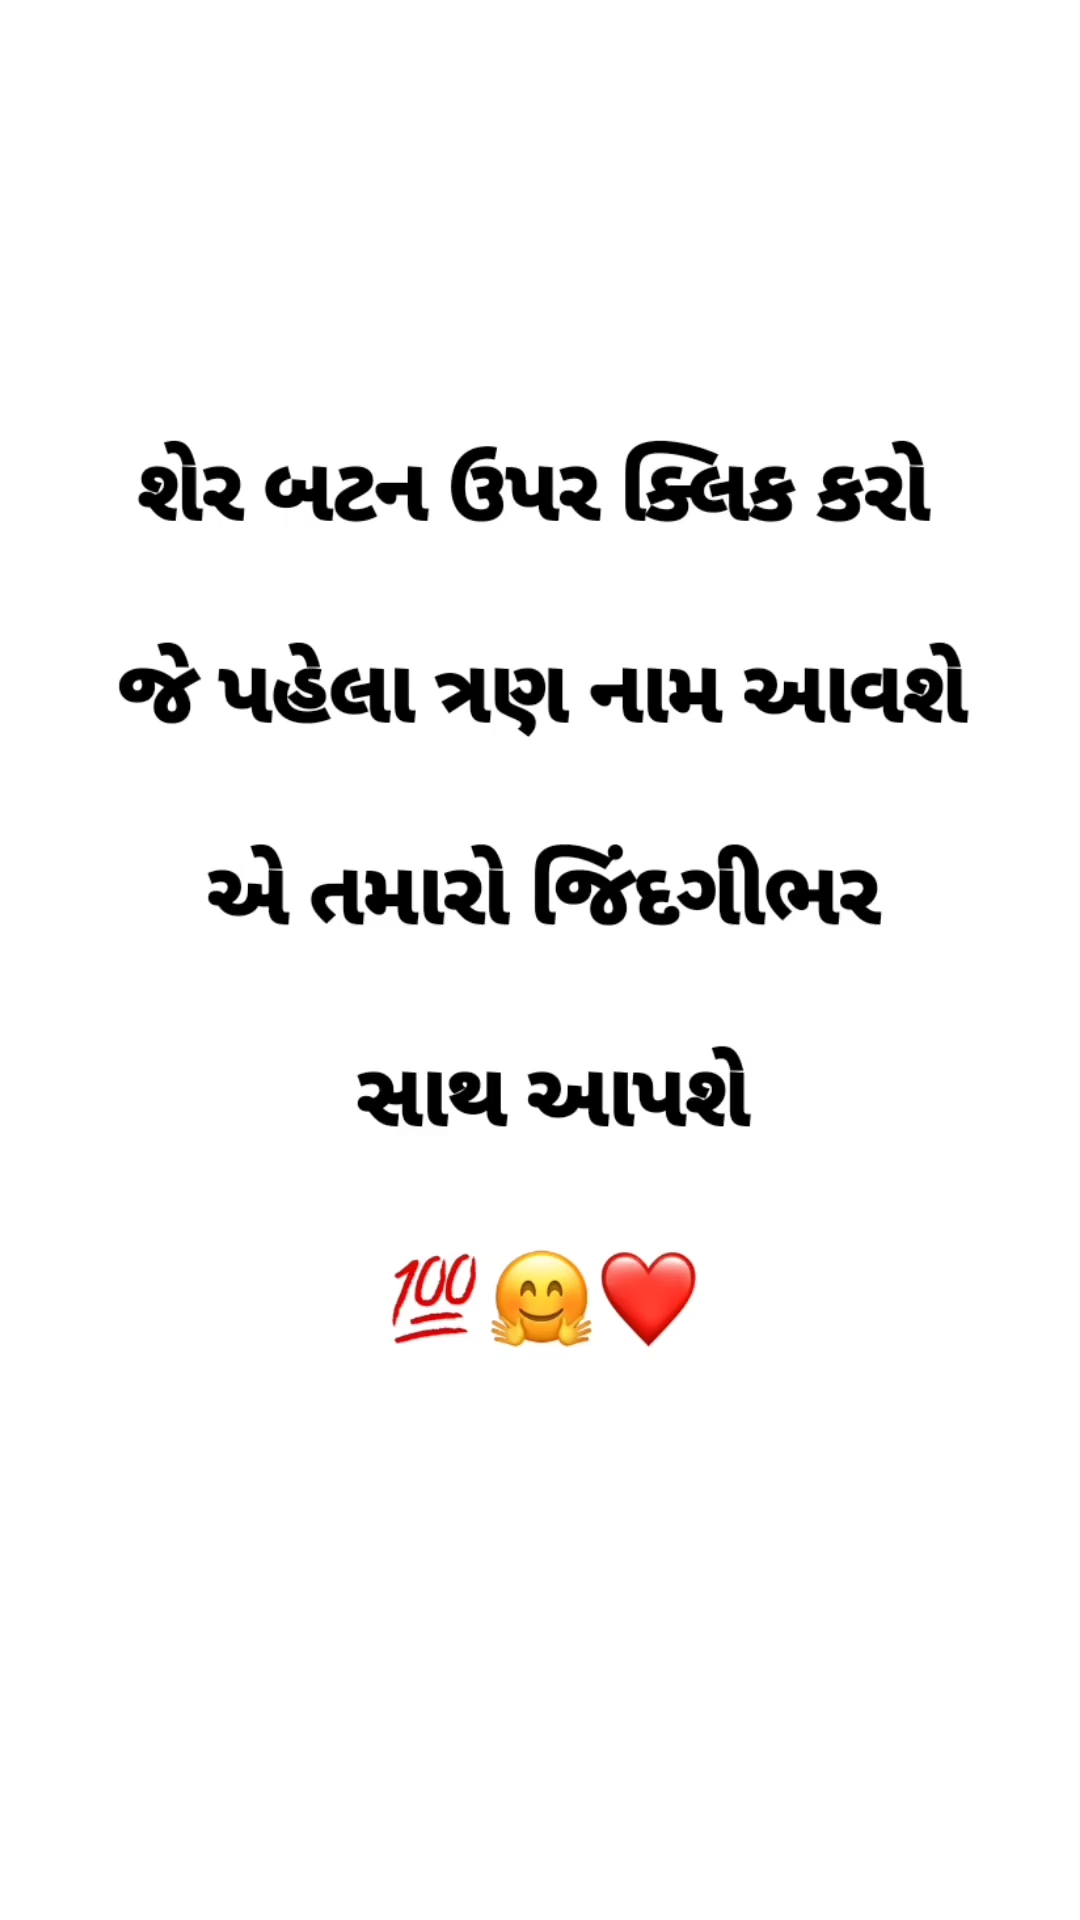 શેર બટન ઉપર ક્લિક કરો
જે પહેલા ત્રણ નામ આવશે
એ તમારો જિંદગીભર
સાથ આપશે
💯🤗❤️